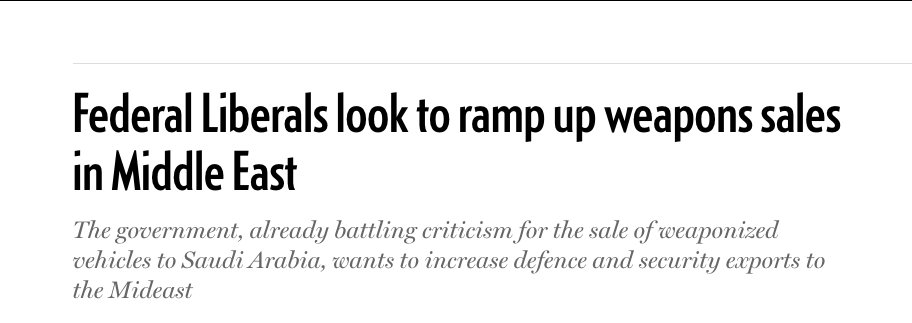 Federal Liberals look to ramp up weapons sales
in Middle East
The government, already battling criticism for the sale of weaponized
vehicles to Saudi Arabia, wants to increase defence and security exports to
the Mideast